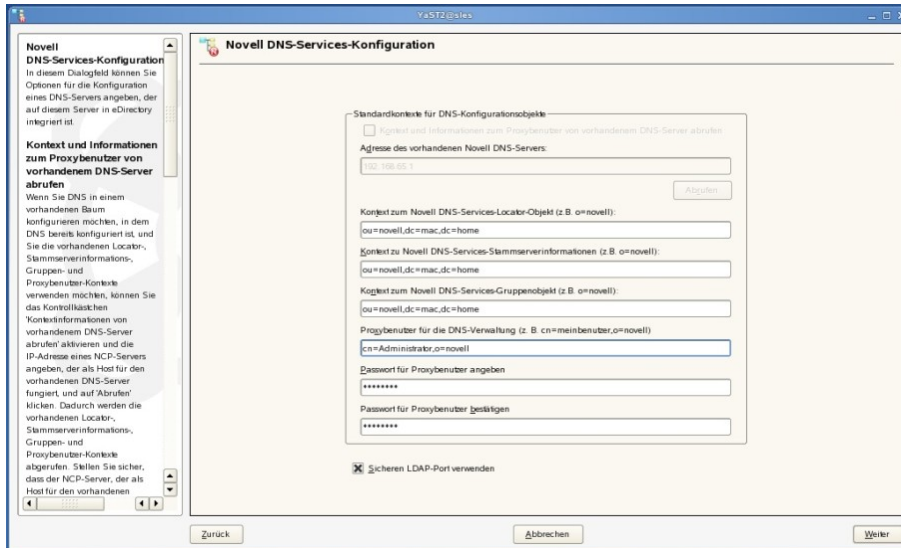 YaST2@sles
Novell
DNS-Services-Konfiguration
In diesem Dialogfeld können Sie
Optionen für die Konfiguration
eines DNS-Servers angeben, der
auf diesem Server in eDirectory
integriert ist.
Kontext und Informationen
zum Proxybenutzer von
vorhandenem DNS-Server
abrufen
Wenn Sie DNS in einem
vorhandenen Baum
konfigurieren möchten, in dem
DNS bereits konfiguriert ist, und
Sie die vorhandenen Locator-,
Stammserverinformations-,
Gruppen- und
Proxybenutzer-Kontexte
verwenden möchten, können Sie
das Kontrollkästchen
'Kontextinformationen von
vorhandenem DNS-Server
abrufen' aktivieren und die
IP-Adresse eines NCP-Servers
angeben, der als Host für den
vorhandenen DNS-Server
fungiert, und auf 'Abrufen'
klicken. Dadurch werden die
vorhandenen Locator-,
Stammserverinformations-,
Gruppen- und
Proxybenutzer-Kontexte
abgerufen. Stellen Sie sicher,
dass der NCP-Server, der als
Host für den vorhandenen
Novell DNS-Services-Konfiguration
Standardkontexte für DNS-Konfigurationsobjekte
Kontext und Informationen zum Proxybenutzer von vorhandenem DNS-Server abrufen
Adresse des vorhandenen Novell DNS-Servers:
192.168.65.1
Abrufen
Kontext zum Novell DNS-Services-Locator-Objekt (z.B. o=novell):
ou=novell,dc=mac,dc=home
Kontext zu Novell DNS-Services-Stammserverinformationen (z.B. o=novell):
ou=novell,dc=mac,dc=home
Kontext zum Novell DNS-Services-Gruppenobjekt (z.B. o=novell):
ou=novell,dc=mac,dc=home
Proxybenutzer für die DNS-Verwaltung (z. B. cn=meinbenutzer,o=novell)
cn=Administrator,o=novell
Passwort für Proxybenutzer angeben
********
Passwort für Proxybenutzer bestätigen
********
Sicheren LDAP-Port verwenden
Zurück
Abbrechen
Weiter